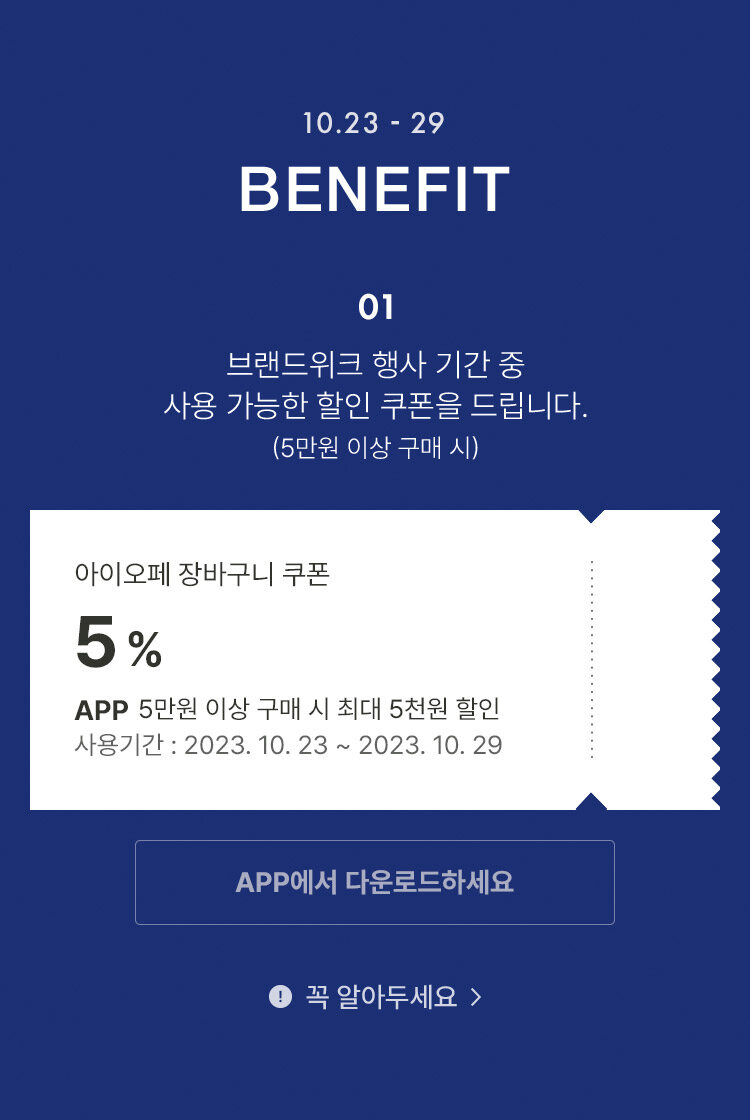 10.23 - 29
BENEFIT
01
브랜드위크 행사 기간 중
사용 가능한 할인 쿠폰을 드립니다.
(5만원 이상 구매 시)
아이오페 장바구니 쿠폰
5 %
APP 5만원 이상 구매 시 최대 5천원 할인
사용기간 : 2023. 10. 23 ~ 2023. 10. 29
APP에서 다운로드하세요
! 꼭 알아두세요 >